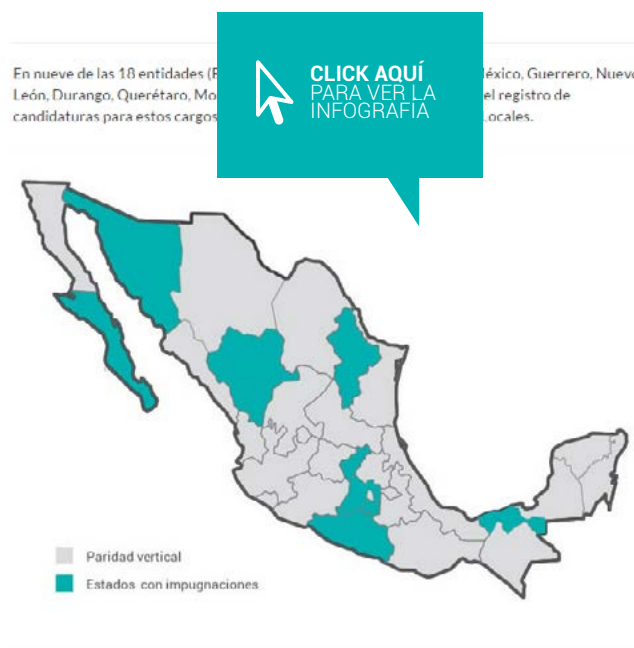 En nueve de las 18 entidades
CLICK AQUÍ
PARA VER LA
INFOGRAFÍA
México, Guerrero, Nuevo
León, Durango, Querétaro,
el registro de
candidaturas para estos cargos
Locales.
Paridad vertical
Estados con impugnaciones